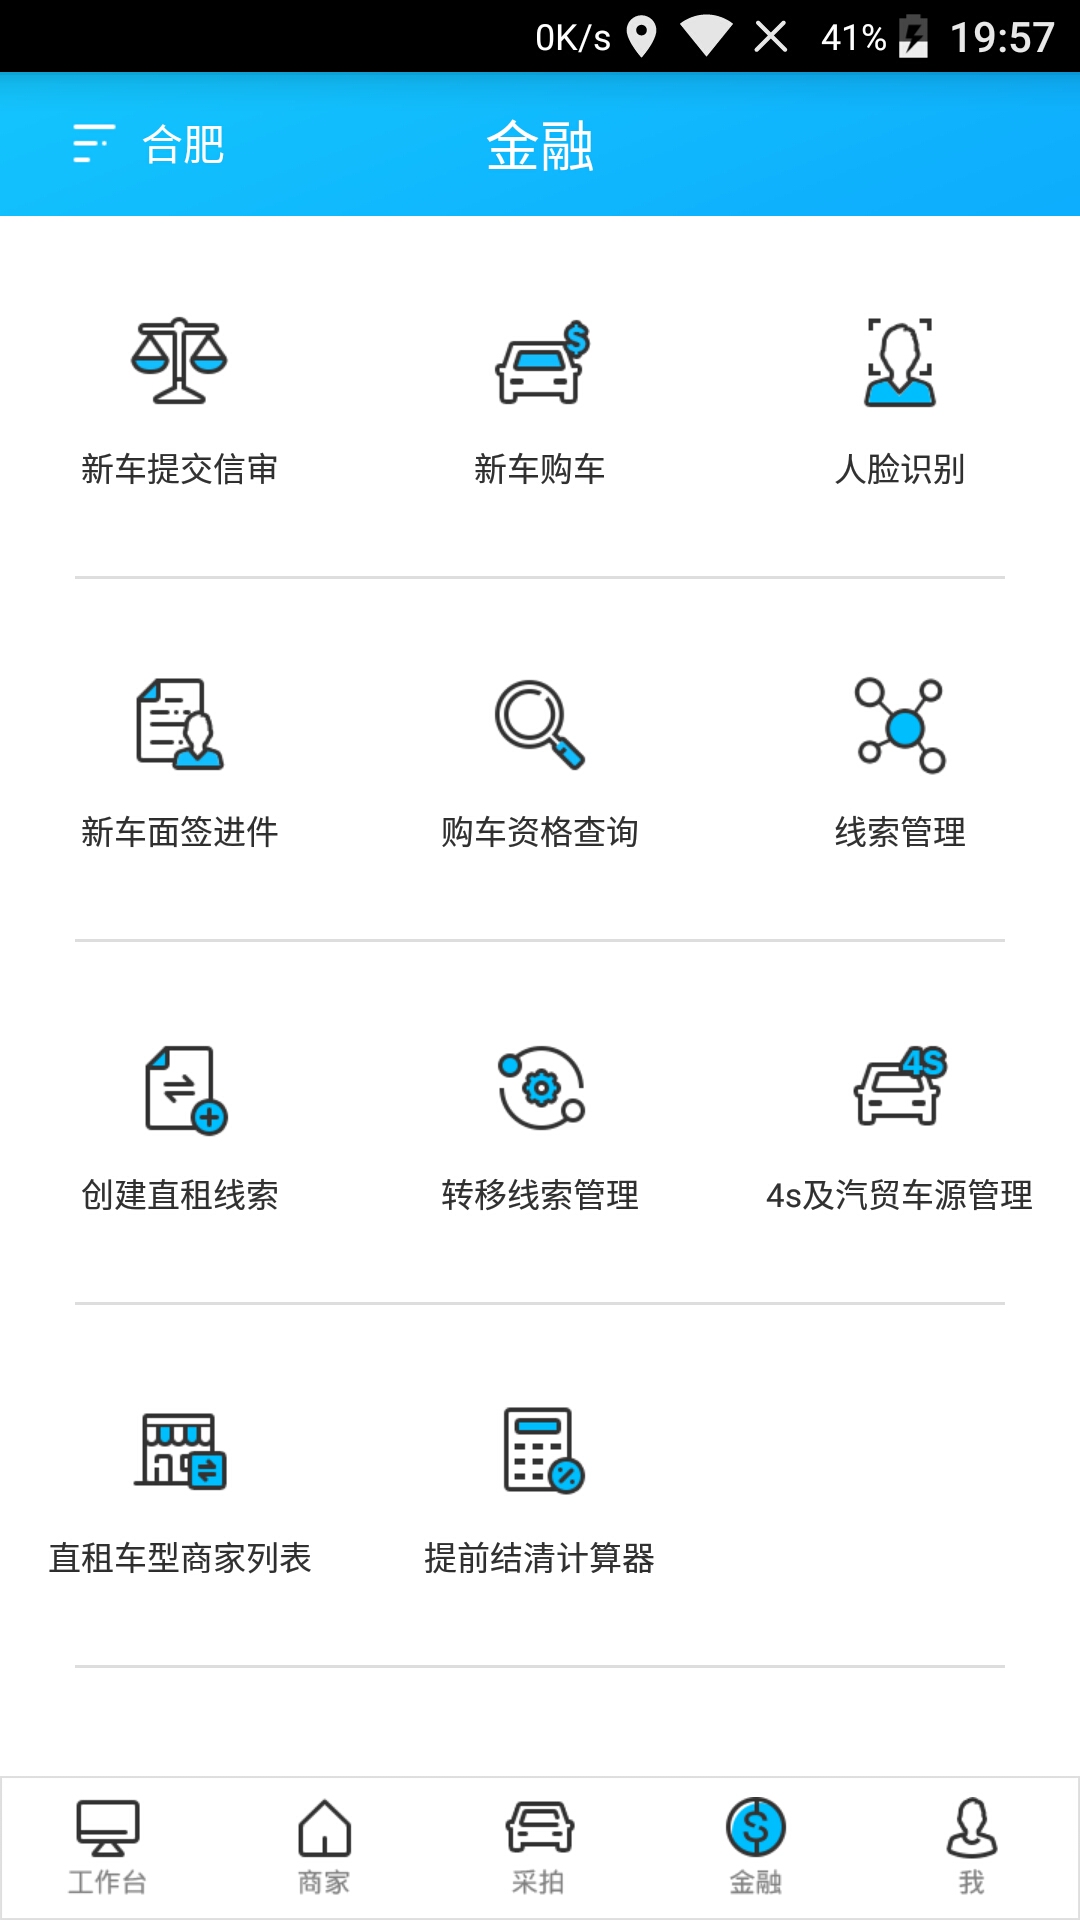 0K/s 41% 19:57
合肥 金融
新车提交信审 新车购车 人脸识别
新车面签进件 购车资格查询 线索管理
4S
创建直租线索 转移线索管理 4s及汽贸车源管理
直租车型商家列表 提前结清计算器
工作台 商家 采拍 金融 我